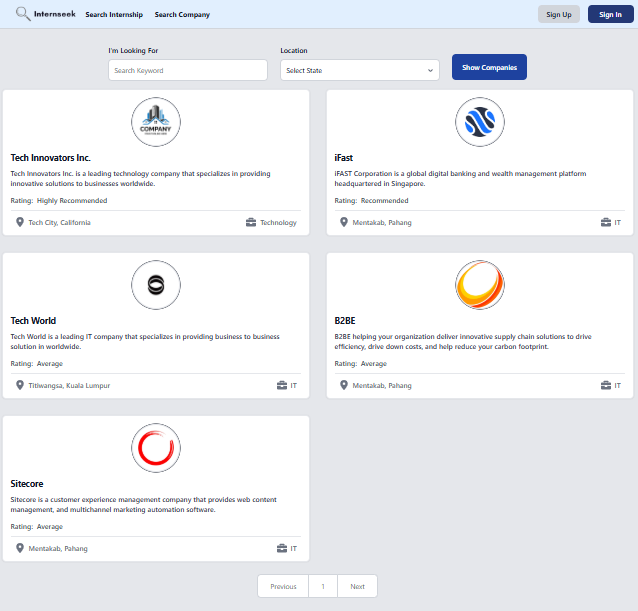 Internseek
Search Internship
Search Company
Sign Up
Sign In
I'm Looking For
Location
Search Keyword
Select State
Show Companies
COMPANY
Tech Innovators Inc.
Tech Innovators Inc. is a leading technology company that specializes in providing
innovative solutions to businesses worldwide.
Rating: Highly Recommended
Tech City, California
Technology
iFast
iFAST Corporation is a global digital banking and wealth management platform
headquartered in Singapore.
Rating: Recommended
Mentakab, Pahang
IT
Tech World
Tech World is a leading IT company that specializes in providing business to business
solution in worldwide.
Rating: Average
Titiwangsa, Kuala Lumpur
IT
B2BE
B2BE helping your organization deliver innovative supply chain solutions to drive
efficiency, drive down costs, and help reduce your carbon footprint.
Rating: Average
Mentakab, Pahang
IT
Sitecore
Sitecore is a customer experience management company that provides web content
management, and multichannel marketing automation software.
Rating: Average
Mentakab, Pahang
IT
Previous
1
Next